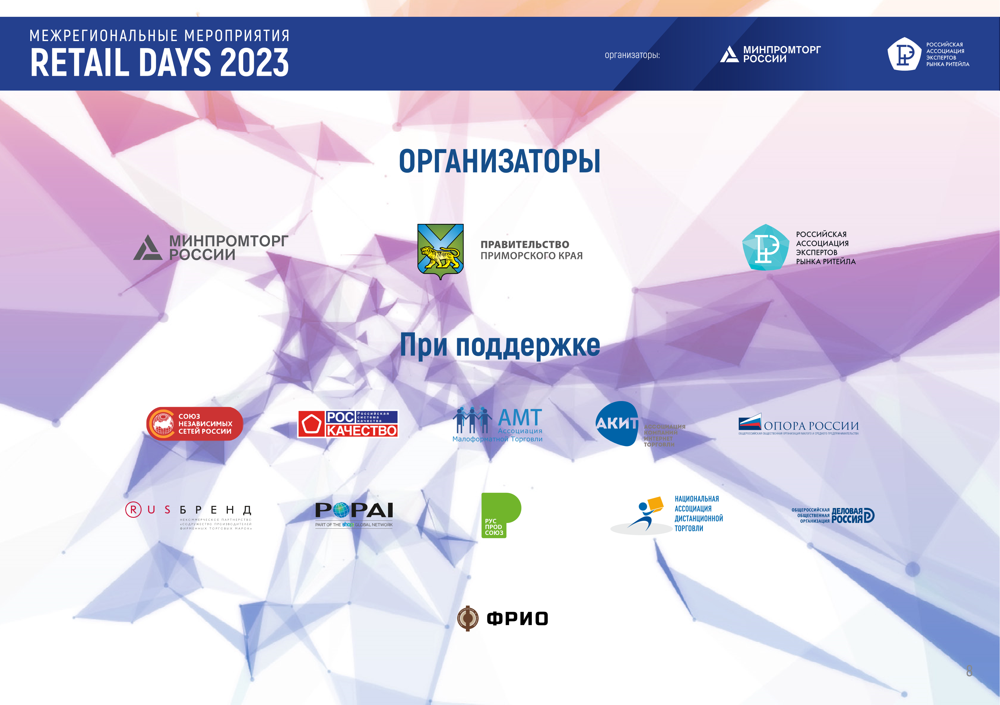 МЕЖРЕГИОНАЛЬНЫЕ МЕРОПРИЯТИЯ
RETAIL DAYS 2023
организаторы:
МИНПРОМТОРГ
РОССИИ
РОССИЙСКАЯ
АССОЦИАЦИЯ
ЭКСПЕРТОВ
РЫНКА РИТЕЙЛА
ОРГАНИЗАТОРЫ
МИНПРОМТОРГ
РОССИИ
ПРАВИТЕЛЬСТВО
ПРИМОРСКОГО КРАЯ
РОССИЙСКАЯ
АССОЦИАЦИЯ
ЭКСПЕРТОВ
РЫНКА РИТЕЙЛА
При поддержке
СОЮЗ
НЕЗАВИСИМЫХ
СЕТЕЙ РОССИИ
РОС
Российская
система
качества
КАЧЕСТВО
АМТ
Ассоциация
Малоформатной Торговли
АКИТ
АССОЦИАЦИЯ
КОМПАНИЙ
ИНТЕРНЕТ
ТОРГОВЛИ
ОПОРА РОССИИ
ОБЩЕРОССИЙСКАЯ ОБЩЕСТВЕННАЯ ОРГАНИЗАЦИЯ МАЛОГО И СРЕДНЕГО ПРЕДПРИНИМАТЕЛЬСТВА
RUSБРЕНД
НЕКОММЕРЧЕСКОЕ ПАРТНЕРСТВО
«СОДРУЖЕСТВО ПРОИЗВОДИТЕЛЕЙ
ФИРМЕННЫХ ТОРГОВЫХ МАРОК»
POPAI
PART OF THE shop GLOBAL NETWORK
РУС
ПРОD
СОЮЗ
НАЦИОНАЛЬНАЯ
АССОЦИАЦИЯ
ДИСТАНЦИОННОЙ
ТОРГОВЛИ
ОБЩЕРОССИЙСКАЯ
ОБЩЕСТВЕННАЯ
ОРГАНИЗАЦИЯ
ДЕЛОВАЯ
РОССИЯ
ФРИО
8